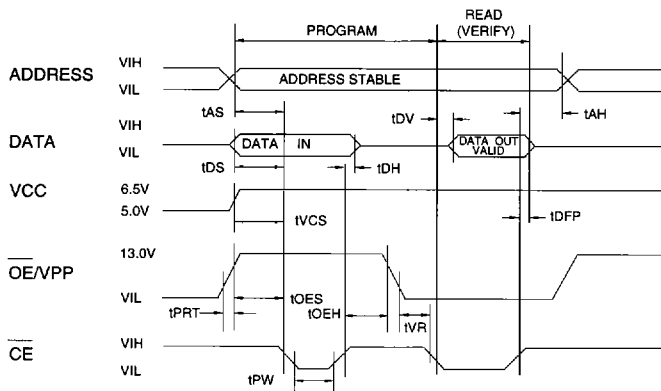 READ
PROGRAM (VERIFY)
ADDRESS VIH VIL ADDRESS STABLE
tAS tDV tAH
DATA VIH VIL DATA IN DATA OUT VALID
tDS tDH
VCC 6.5V 5.0V tVCS tDFP
OE/VPP 13.0V VIL
tPRT tOES tOEH tVR
CE VIH VIL
tPW